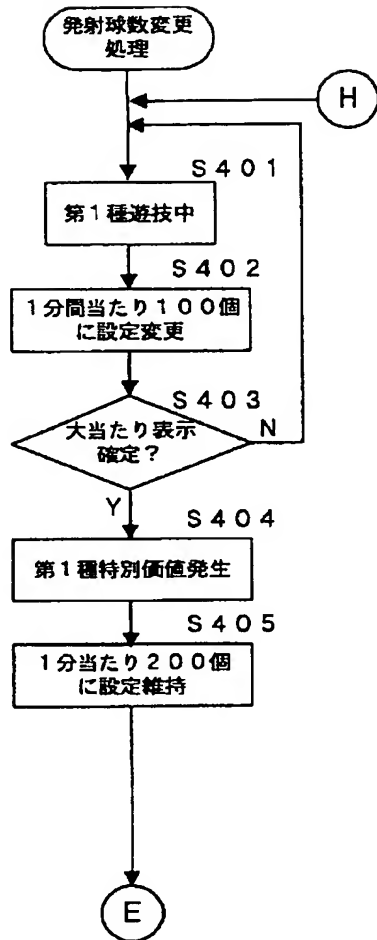 発射球数変更
処理
H
S401
第1種遊技中
S402
1分間当たり100個
に設定変更
S403
大当たり表示
確定?
N
Y
S404
第1種特別価値発生
S405
1分当たり200個
に設定維持
E